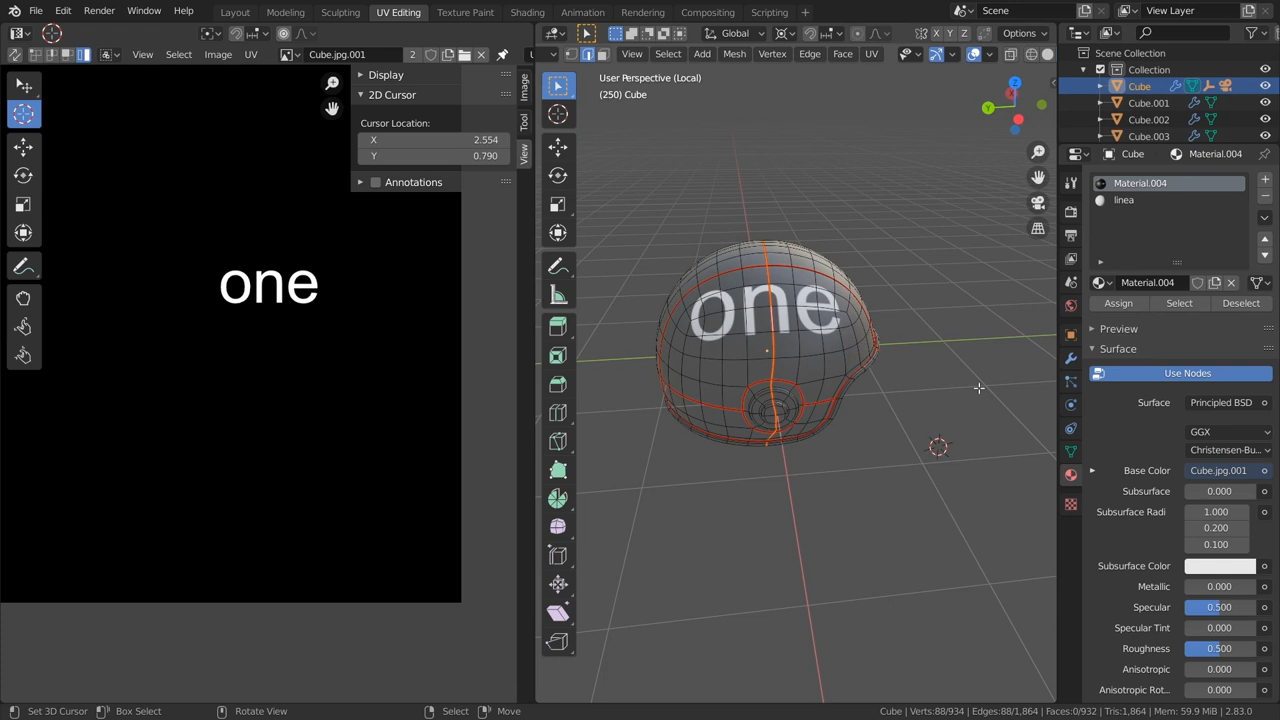 File Edit Render Window Help Layout Modeling Sculpting UV Editing Texture Paint Shading Animation Rendering Compositing Scripting + Scene View Layer
Global X Y Z Options
View Select Image UV Cube.jpg.001 2 View Select Add Mesh Vertex Edge Face UV
Display
2D Cursor
Cursor Location:
X 2.554
Y 0.790
Annotations
Image
Tool
View
one
User Perspective (Local)
(250) Cube
Z
Y
one
Scene Collection
Collection
Cube
Cube.001
Cube.002
Cube.003
Cube Material.004
Material.004
linea
Material.004
Assign Select Deselect
Preview
Surface
Use Nodes
Surface Principled BSD
GGX
Christensen-Bu...
Base Color Cube.jpg.001
Subsurface 0.000
Subsurface Radi 1.000
0.200
0.100
Subsurface Color
Metallic 0.000
Specular 0.500
Specular Tint 0.000
Roughness 0.500
Anisotropic 0.000
Anisotropic Rot... 0.000
Set 3D Cursor Box Select Rotate View Select Move Cube | Verts:88/934 | Edges:88/1,864 | Faces:0/932 | Tris:1,864 | Mem: 59.9 MiB | 2.83.0